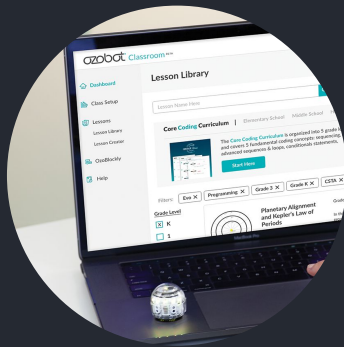 ozobot Classroom BETA
Dashboard
Class Setup
Lessons
Lesson Library
Lesson Creator
OzoBlockly
Help
Lesson Library
Lesson Name Here
Core Coding Curriculum | Elementary School Middle School
The Core Coding Curriculum is organized into 5 grade
and covers 5 fundamental coding concepts: sequencing,
advanced sequences & loops, conditionals statements,
Start Here
Filters: Evo X Programming X Grade 3 X Grade K X CSTA
Grade Level
K
1
Planetary Alignment
and Kepler's Law of
Periods
Grade